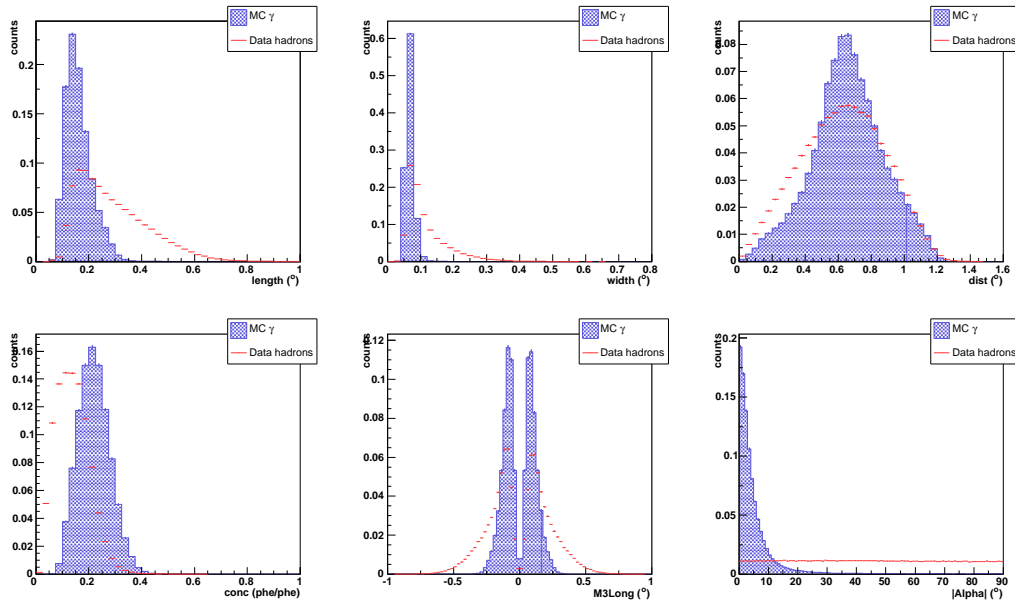 counts
MC γ
Data hadrons
0.2
0.15
0.1
0.05
0
0 0.2 0.4 0.6 0.8 1
length (°)
counts
MC γ
Data hadrons
0.6
0.5
0.4
0.3
0.2
0.1
0
0 0.1 0.2 0.3 0.4 0.5 0.6 0.7 0.8
width (°)
counts
MC γ
Data hadrons
0.08
0.07
0.06
0.05
0.04
0.03
0.02
0.01
0
0 0.2 0.4 0.6 0.8 1 1.2 1.4 1.6
dist (°)
counts
MC γ
Data hadrons
0.16
0.14
0.12
0.1
0.08
0.06
0.04
0.02
0
0 0.2 0.4 0.6 0.8 1
conc (phe/phe)
counts
MC γ
Data hadrons
0.12
0.1
0.08
0.06
0.04
0.02
0
-1 -0.5 0 0.5 1
M3Long (°)
counts
MC γ
Data hadrons
0.2
0.15
0.1
0.05
0
0 10 20 30 40 50 60 70 80 90
|Alpha| (°)